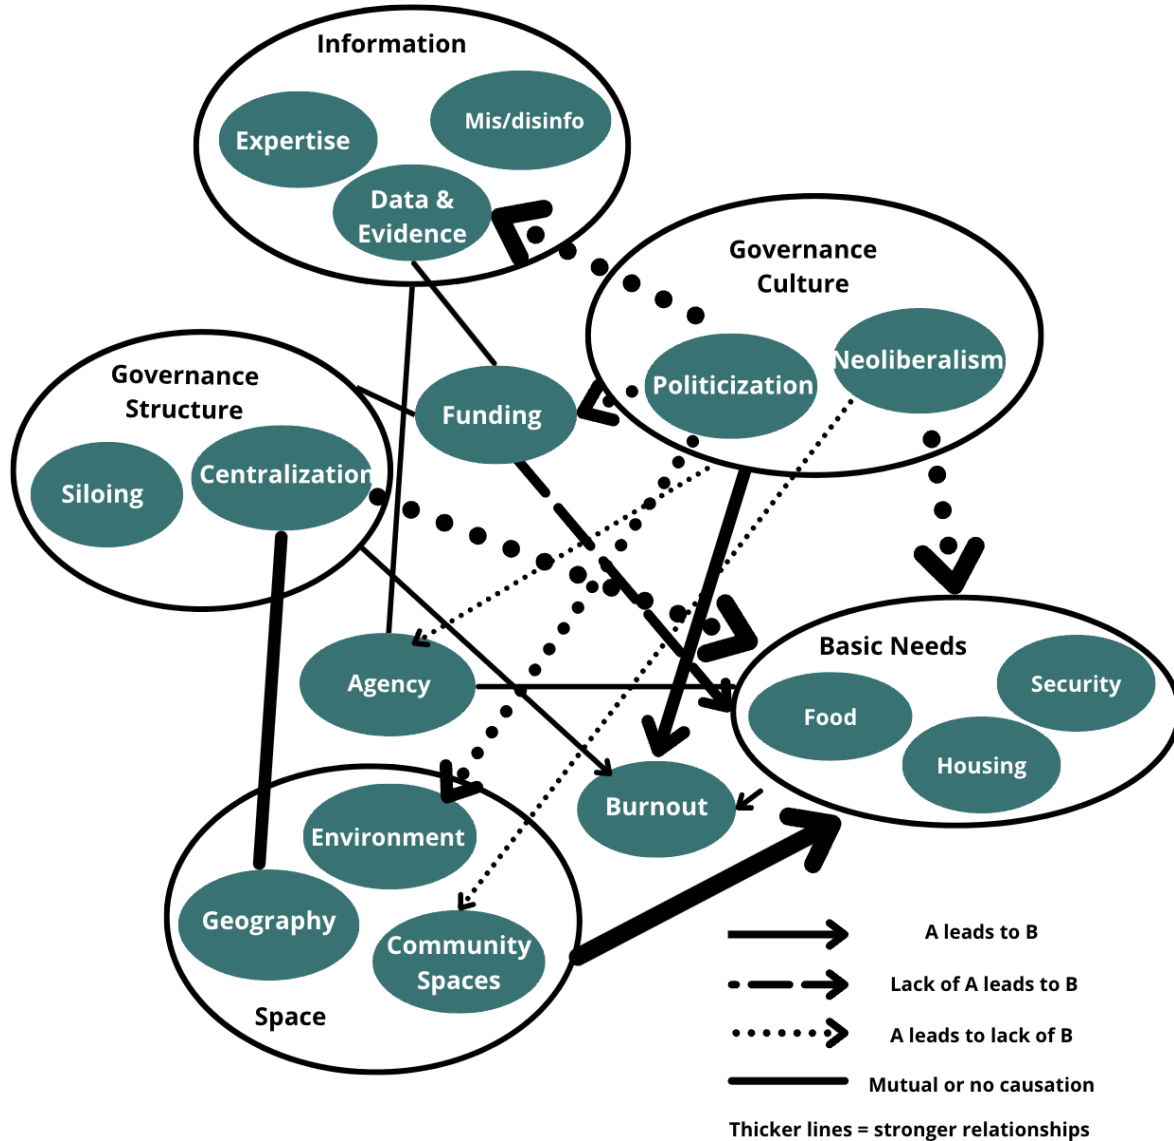 Information
Expertise
Mis/disinfo
Data &
Evidence
Governance
Culture
Politicization
Neoliberalism
Governance
Structure
Siloing
Centralization
Funding
Agency
Burnout
Basic Needs
Food
Security
Housing
Environment
Geography
Community
Spaces
Space
A leads to B
Lack of A leads to B
A leads to lack of B
Mutual or no causation
Thicker lines = stronger relationships